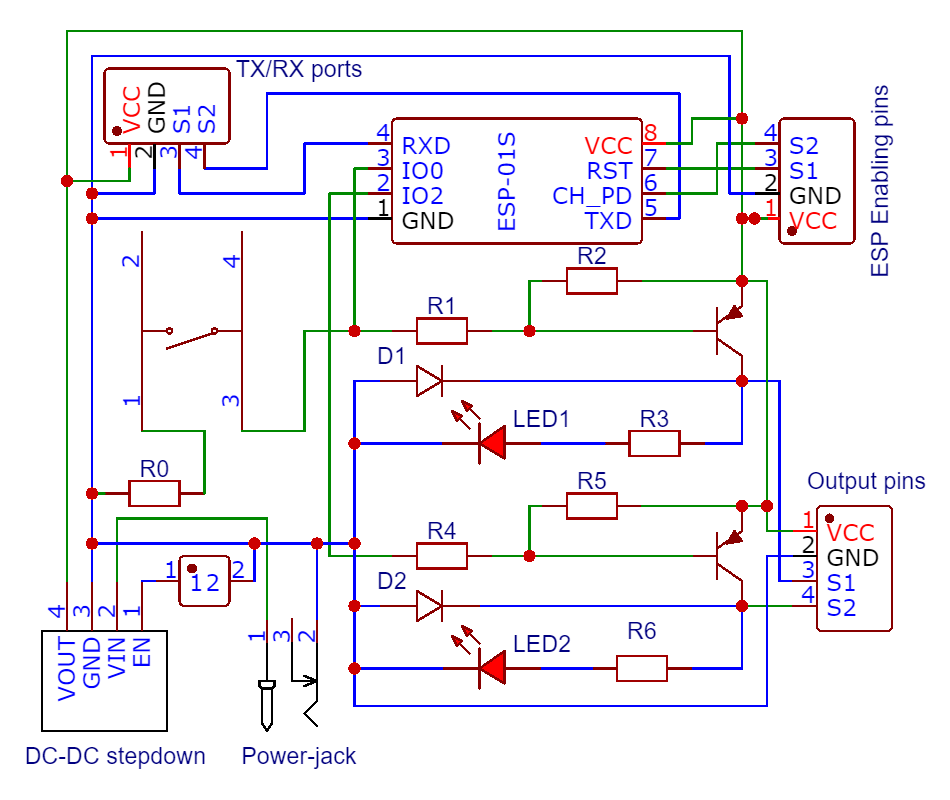 TX/RX ports
VCC
GND
S1
S2
1
2
3
4
ESP-01S
4 RXD
3 IO0
2 IO2
1 GND
VCC 8
RST 7
CH_PD 6
TXD 5
4 S2
3 S1
2 GND
1 VCC
ESP Enabling pins
2
4
1
3
R0
R1
R2
D1
LED1
R3
R4
R5
D2
LED2
R6
Output pins
1 VCC
2 GND
3 S1
4 S2
1 12 2
4
3
2
1
VOUT
GND
VIN
EN
DC-DC stepdown
1
3
2
Power-jack